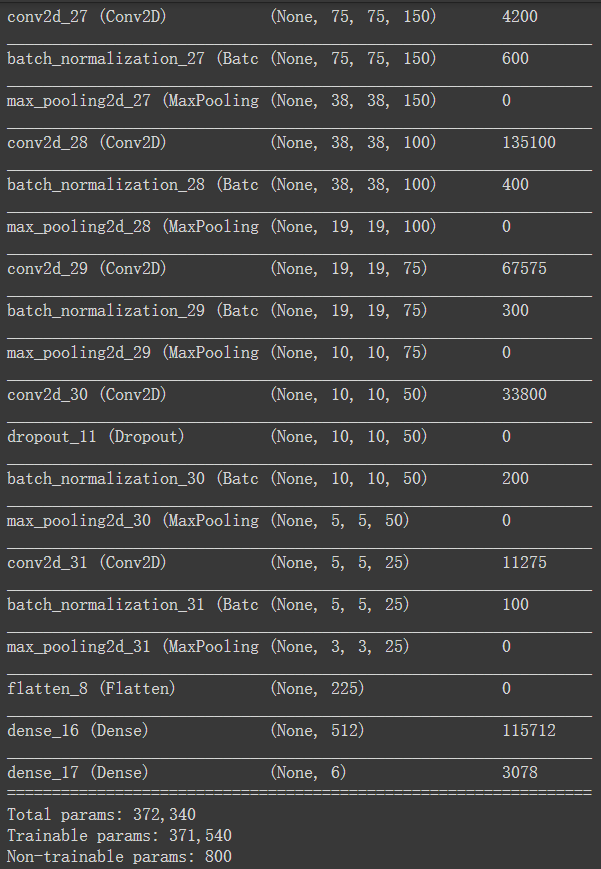 conv2d_27 (Conv2D) (None, 75, 75, 150) 4200
batch_normalization_27 (Batc (None, 75, 75, 150) 600
max_pooling2d_27 (MaxPooling (None, 38, 38, 150) 0
conv2d_28 (Conv2D) (None, 38, 38, 100) 135100
batch_normalization_28 (Batc (None, 38, 38, 100) 400
max_pooling2d_28 (MaxPooling (None, 19, 19, 100) 0
conv2d_29 (Conv2D) (None, 19, 19, 75) 67575
batch_normalization_29 (Batc (None, 19, 19, 75) 300
max_pooling2d_29 (MaxPooling (None, 10, 10, 75) 0
conv2d_30 (Conv2D) (None, 10, 10, 50) 33800
dropout_11 (Dropout) (None, 10, 10, 50) 0
batch_normalization_30 (Batc (None, 10, 10, 50) 200
max_pooling2d_30 (MaxPooling (None, 5, 5, 50) 0
conv2d_31 (Conv2D) (None, 5, 5, 25) 11275
batch_normalization_31 (Batc (None, 5, 5, 25) 100
max_pooling2d_31 (MaxPooling (None, 3, 3, 25) 0
flatten_8 (Flatten) (None, 225) 0
dense_16 (Dense) (None, 512) 115712
dense_17 (Dense) (None, 6) 3078
Total params: 372,340
Trainable params: 371,540
Non-trainable params: 800